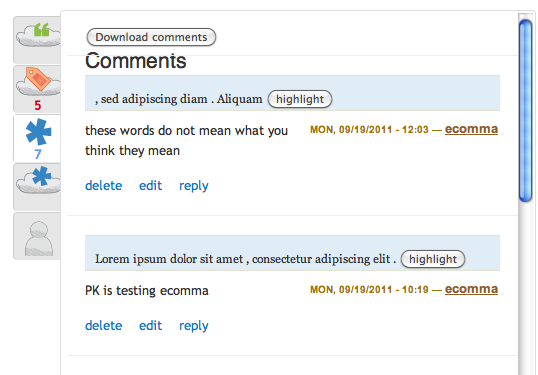 Download comments
Comments
, sed adipiscing diam . Aliquam highlight
these words do not mean what you MON, 09/19/2011 - 12:03 — ecomma
think they mean
delete edit reply
Lorem ipsum dolor sit amet , consectetur adipiscing elit . highlight
PK is testing ecomma MON, 09/19/2011 - 10:19 — ecomma
delete edit reply
5
7